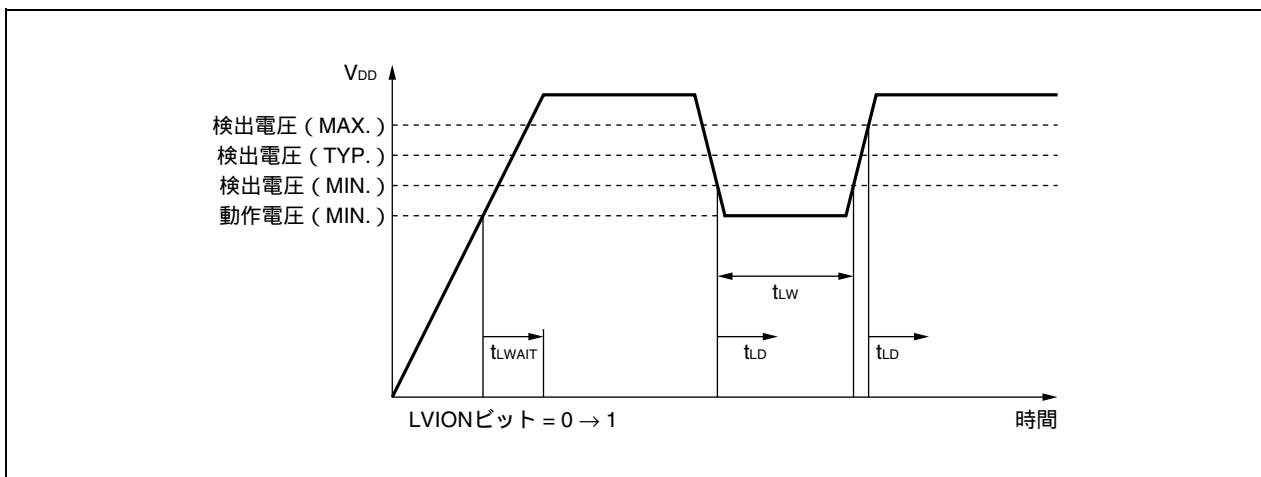 VDD
検出電圧（MAX.）
検出電圧（TYP.）
検出電圧（MIN.）
動作電圧（MIN.）
tLW
tLWAIT
tLD
tLD
LVIONビット = 0 → 1
時間